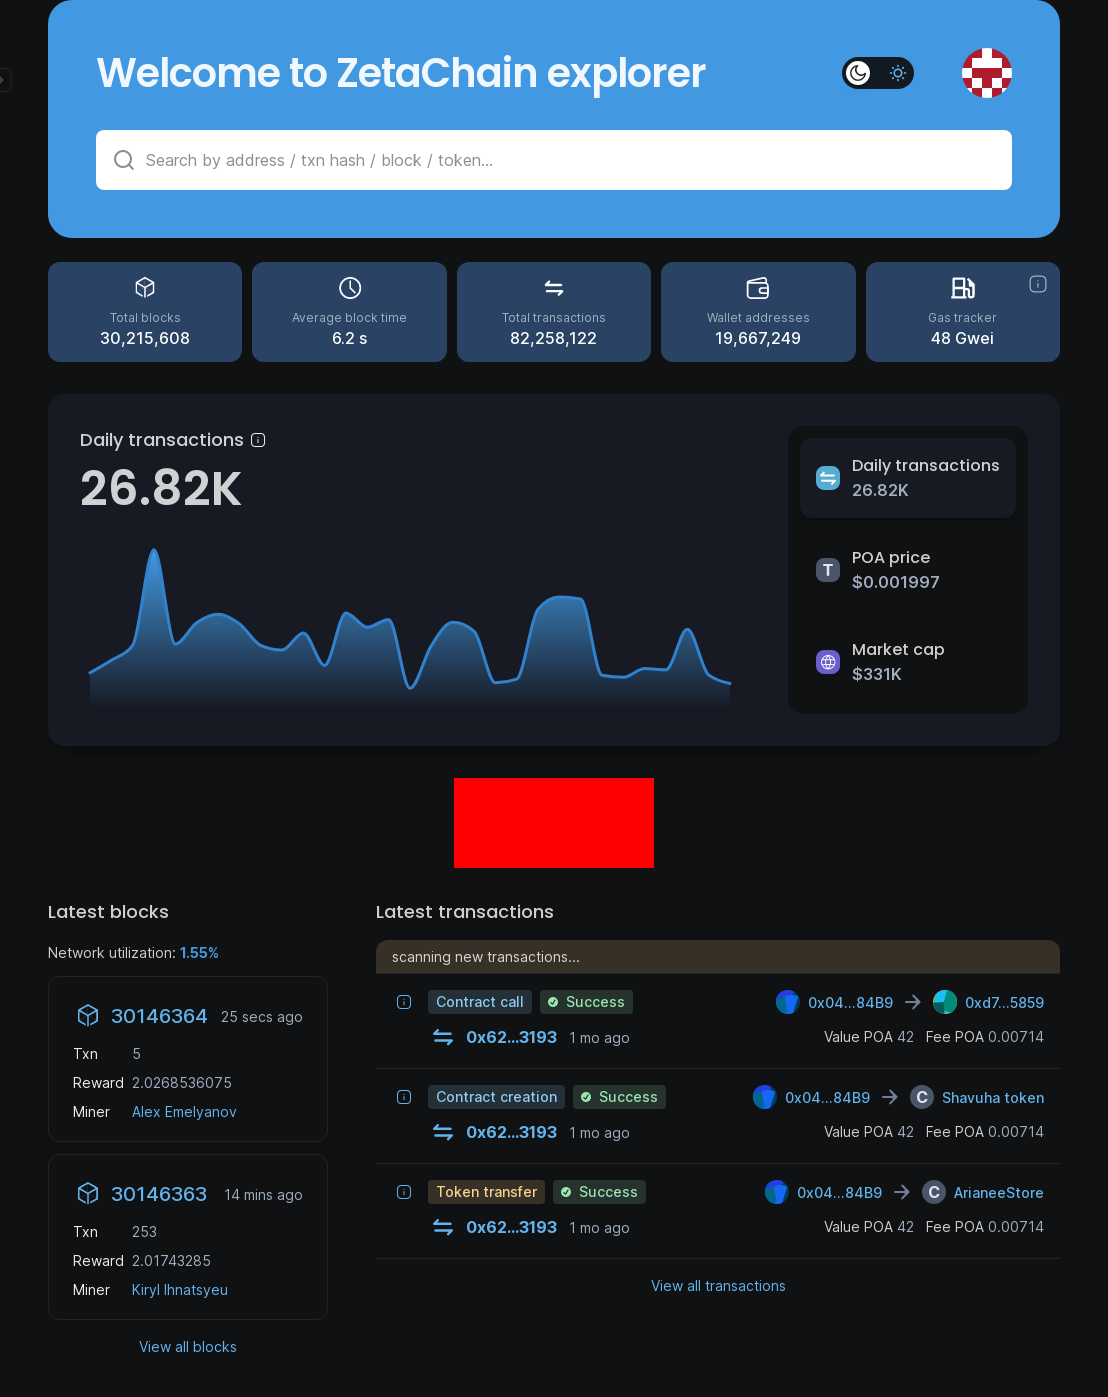 Welcome to ZetaChain explorer
Search by address / txn hash / block / token...
Total blocks
30,215,608
Average block time
6.2 s
Total transactions
82,258,122
Wallet addresses
19,667,249
Gas tracker
48 Gwei
Daily transactions
26.82K
Daily transactions
26.82K
T
POA price
$0.001997
Market cap
$331K
Latest blocks
Network utilization: 1.55%
30146364 25 secs ago
Txn 5
Reward 2.0268536075
Miner Alex Emelyanov
30146363 14 mins ago
Txn 253
Reward 2.01743285
Miner Kiryl Ihnatsyeu
View all blocks
Latest transactions
scanning new transactions...
Contract call Success 0x04...84B9 0xd7...5859
0x62...3193 1 mo ago Value POA 42 Fee POA 0.00714
Contract creation Success 0x04...84B9 C Shavuha token
0x62...3193 1 mo ago Value POA 42 Fee POA 0.00714
Token transfer Success 0x04...84B9 C ArianeeStore
0x62...3193 1 mo ago Value POA 42 Fee POA 0.00714
View all transactions